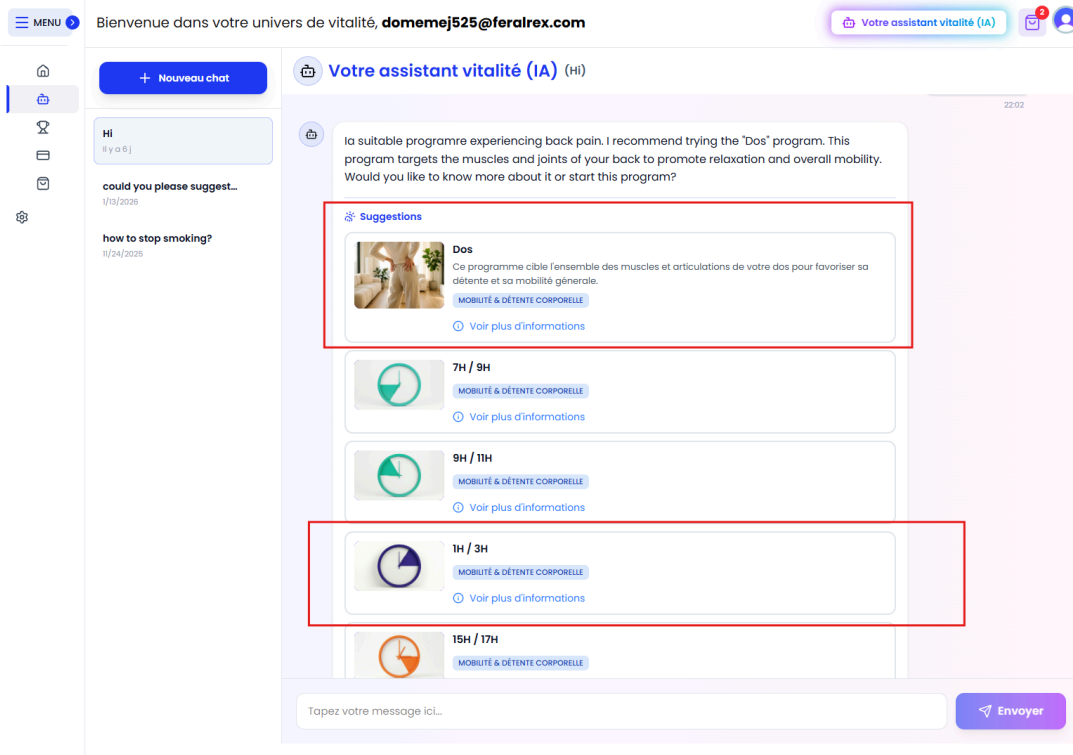 MENU
Bienvenue dans votre univers de vitalité, domemej525@feralrex.com
Votre assistant vitalité (IA)
2
Nouveau chat
Votre assistant vitalité (IA) (Hi)
22:02
Hi
Il y a 6 j
could you please suggest...
1/13/2026
how to stop smoking?
11/24/2025
Ia suitable programre experiencing back pain. I recommend trying the "Dos" program. This
program targets the muscles and joints of your back to promote relaxation and overall mobility.
Would you like to know more about it or start this program?
Suggestions
Dos
Ce programme cible l'ensemble des muscles et articulations de votre dos pour favoriser sa
détente et sa mobilité génerale.
MOBILITÉ & DÉTENTE CORPORELLE
Voir plus d'informations
7H / 9H
MOBILITÉ & DÉTENTE CORPORELLE
Voir plus d'informations
9H / 11H
MOBILITÉ & DÉTENTE CORPORELLE
Voir plus d'informations
1H / 3H
MOBILITÉ & DÉTENTE CORPORELLE
Voir plus d'informations
15H / 17H
MOBILITÉ & DÉTENTE CORPORELLE
Tapez votre message ici...
Envoyer